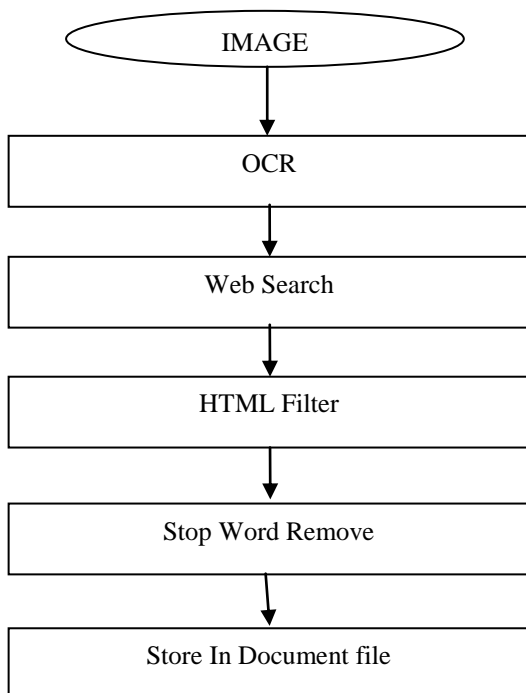 IMAGE
OCR
Web Search
HTML Filter
Stop Word Remove
Store In Document file